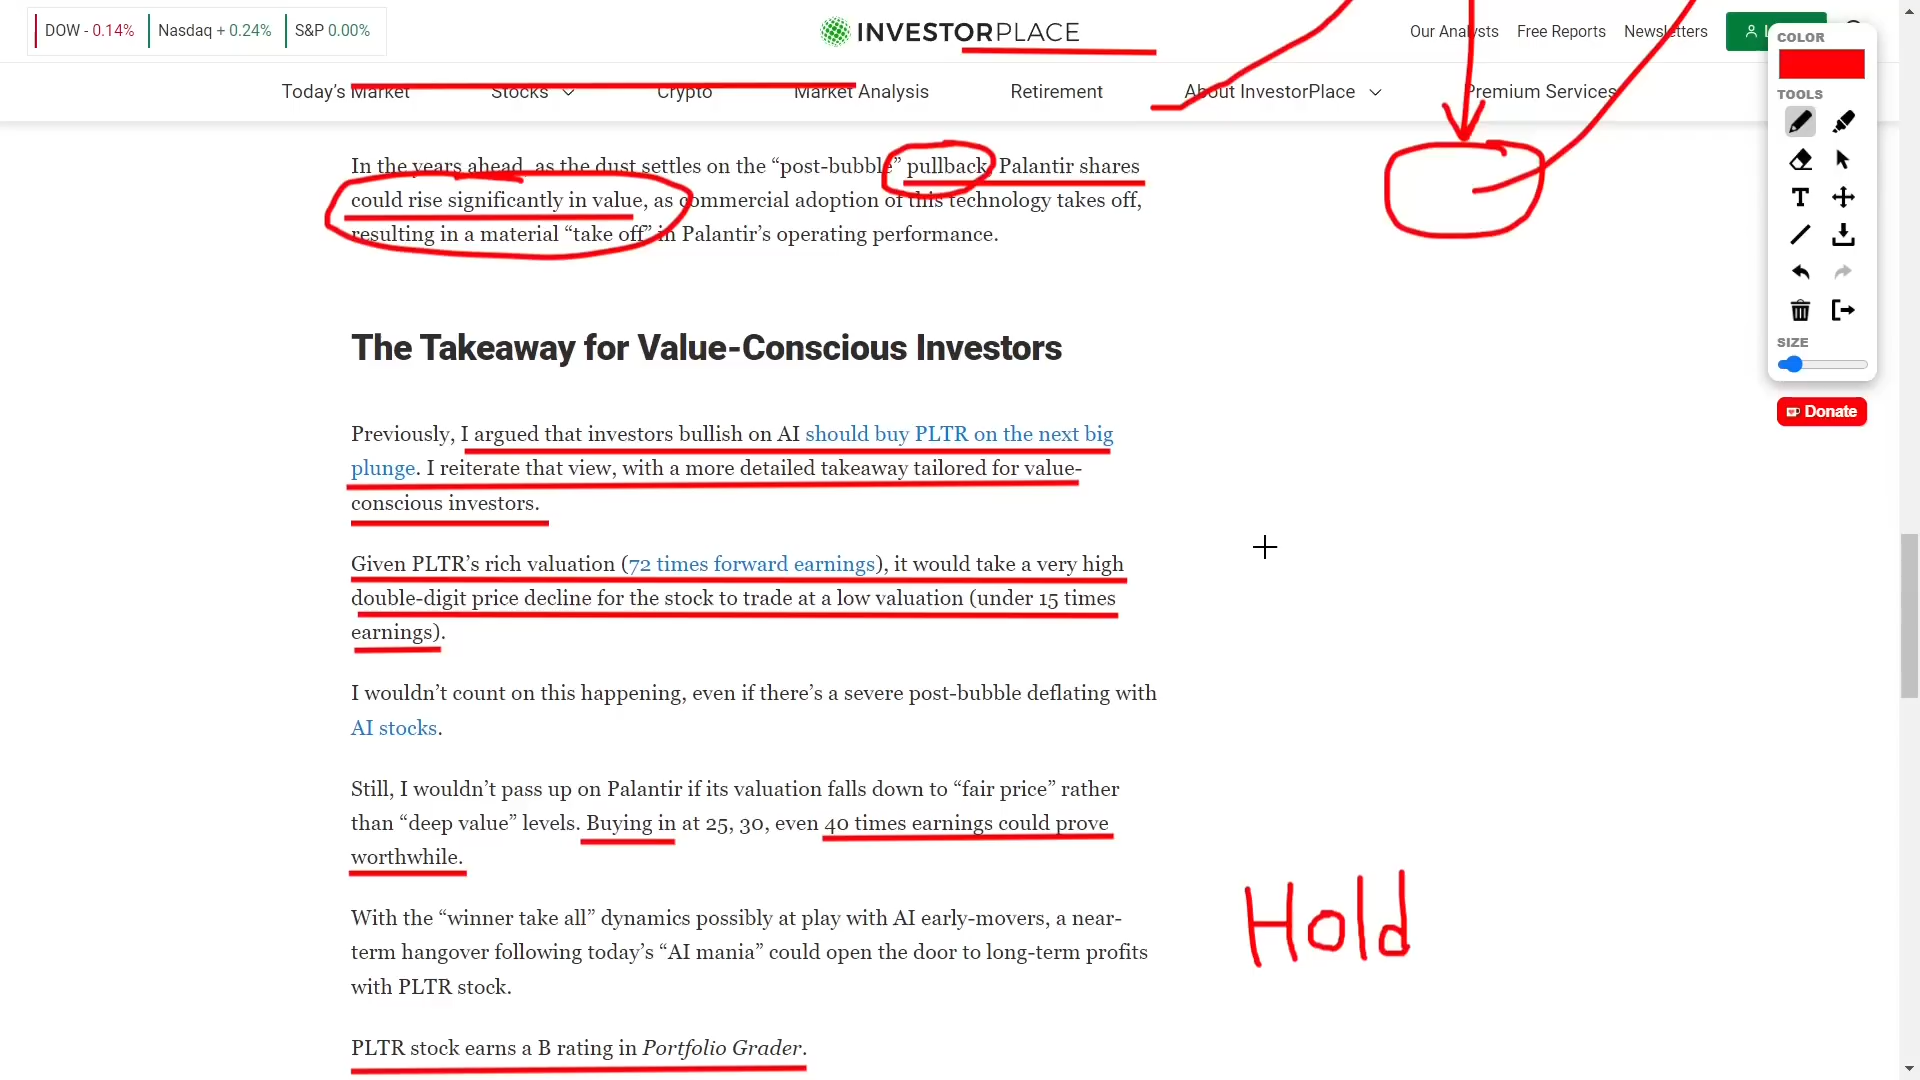 DOW - 0.14% Nasdaq + 0.24% S&P 0.00%
INVESTORPLACE
Our Analysts Free Reports Newsletters
Today's Market Stocks Crypto Market Analysis Retirement About InvestorPlace Premium Services
COLOR
TOOLS
T
SIZE
Donate
In the years ahead, as the dust settles on the “post-bubble” pullback, Palantir shares
could rise significantly in value, as commercial adoption of this technology takes off,
resulting in a material “take off” in Palantir’s operating performance.
The Takeaway for Value-Conscious Investors
Previously, I argued that investors bullish on AI should buy PLTR on the next big
plunge. I reiterate that view, with a more detailed takeaway tailored for value-
conscious investors.
Given PLTR’s rich valuation (72 times forward earnings), it would take a very high
double-digit price decline for the stock to trade at a low valuation (under 15 times
earnings).
I wouldn’t count on this happening, even if there’s a severe post-bubble deflating with
AI stocks.
Still, I wouldn’t pass up on Palantir if its valuation falls down to “fair price” rather
than “deep value” levels. Buying in at 25, 30, even 40 times earnings could prove
worthwhile.
With the “winner take all” dynamics possibly at play with AI early-movers, a near-
term hangover following today’s “AI mania” could open the door to long-term profits
with PLTR stock.
Hold
PLTR stock earns a B rating in Portfolio Grader.